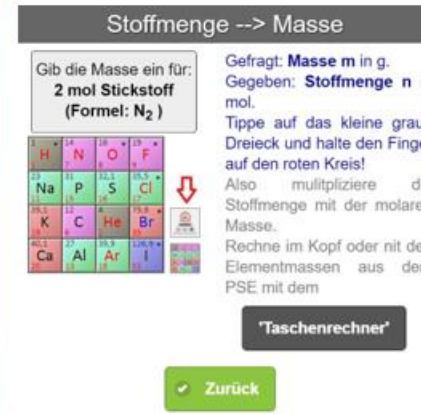 Stoffmenge --> Masse
Gib die Masse ein für:
2 mol Stickstoff
(Formel: N₂ )
H N O F
Na P S Cl
K C He Br
Ca Al Ar I
Gefragt: Masse m in g.
Gegeben: Stoffmenge n
mol.
Tippe auf das kleine grau
Dreieck und halte den Finge
auf den roten Kreis!
Also mulitpliziere d
Stoffmenge mit der molare
Masse.
Rechne im Kopf oder nit de
Elementmassen aus de
PSE mit dem
'Taschenrechner'
Zurück